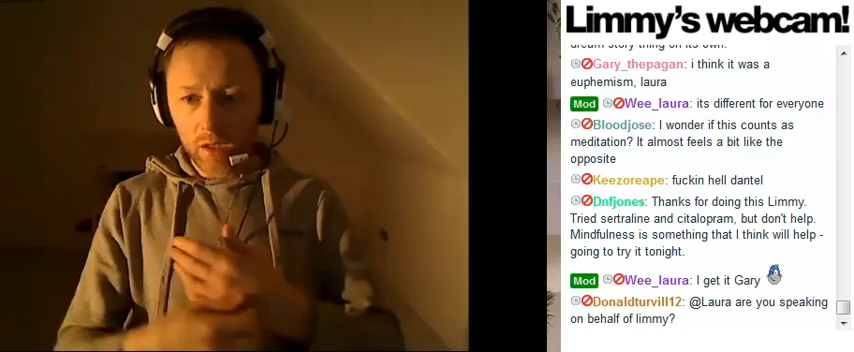 Limmy's webcam!
dream story thing on its own.
Gary_thepagan: i think it was a
euphemism, laura
Mod Wee_laura: its different for everyone
Bloodjose: I wonder if this counts as
meditation? It almost feels a bit like the
opposite
Keezoreape: fuckin hell dantel
Dnfjones: Thanks for doing this Limmy.
Tried sertraline and citalopram, but don't help.
Mindfulness is something that I think will help -
going to try it tonight.
Mod Wee_laura: I get it Gary
Donaldturvill12: @Laura are you speaking
on behalf of limmy?